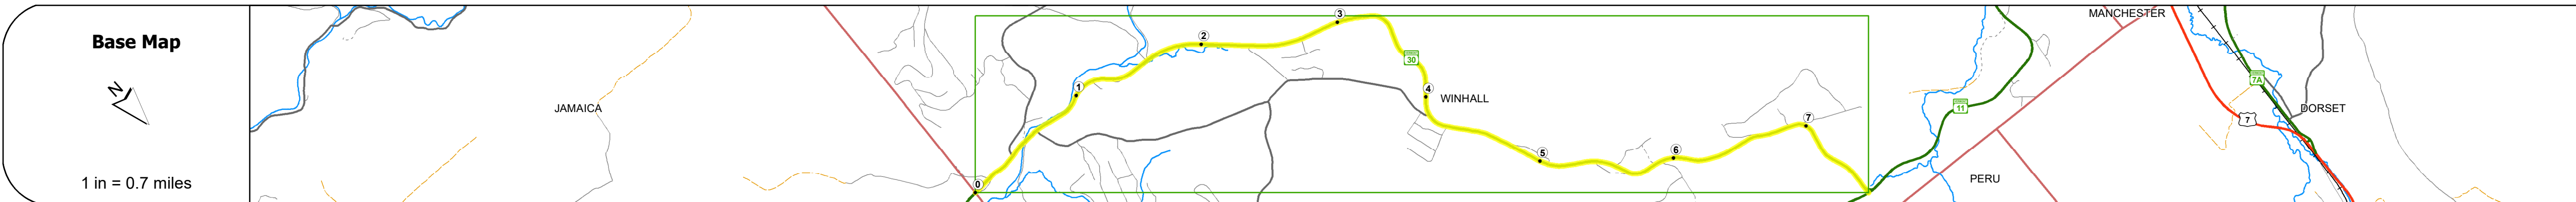 Base Map
N
1 in = 0.7 miles
JAMAICA
0
1
2
3
30
4
WINHALL
5
6
7
11
PERU
MANCHESTER
7A
7
DORSET